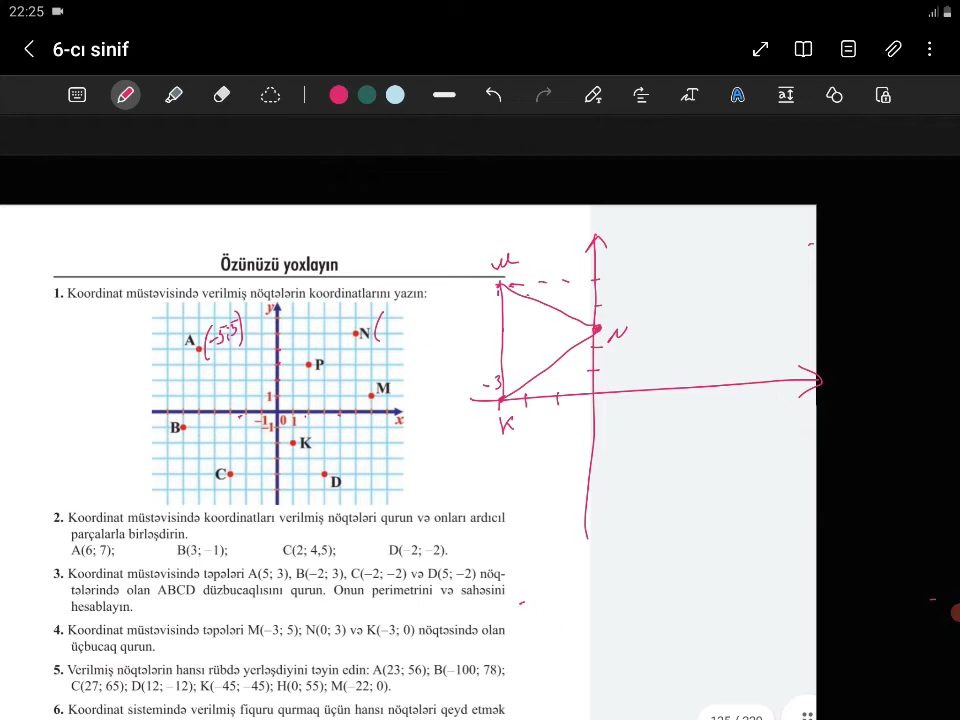 22:25
6-cı sinif
Özünüzü yoxlayın
1. Koordinat müstəvisində verilmiş nöqtələrin koordinatlarını yazın:
y
A (-5;5)
N (
P
M
1
-1 0 1 x
-1
B
K
C
D
M
N
-3
K
2. Koordinat müstəvisində koordinatları verilmiş nöqtələri qurun və onları ardıcıl
parçalarla birləşdirin.
A(6; 7); B(3; –1); C(2; 4,5); D(–2; –2).
3. Koordinat müstəvisində təpələri A(5; 3), B(–2; 3), C(–2; –2) və D(5; –2) nöq-
tələrində olan ABCD düzbucaqlısını qurun. Onun perimetrini və sahəsini
hesablayın.
4. Koordinat müstəvisində təpələri M(–3; 5); N(0; 3) və K(–3; 0) nöqtəsində olan
üçbucaq qurun.
5. Verilmiş nöqtələrin hansı rübdə yerləşdiyini təyin edin: A(23; 56); B(–100; 78);
C(27; 65); D(12; –12); K(–45; –45); H(0; 55); M(–22; 0).
6. Koordinat sistemində verilmiş fiquru qurmaq üçün hansı nöqtələri qeyd etmək